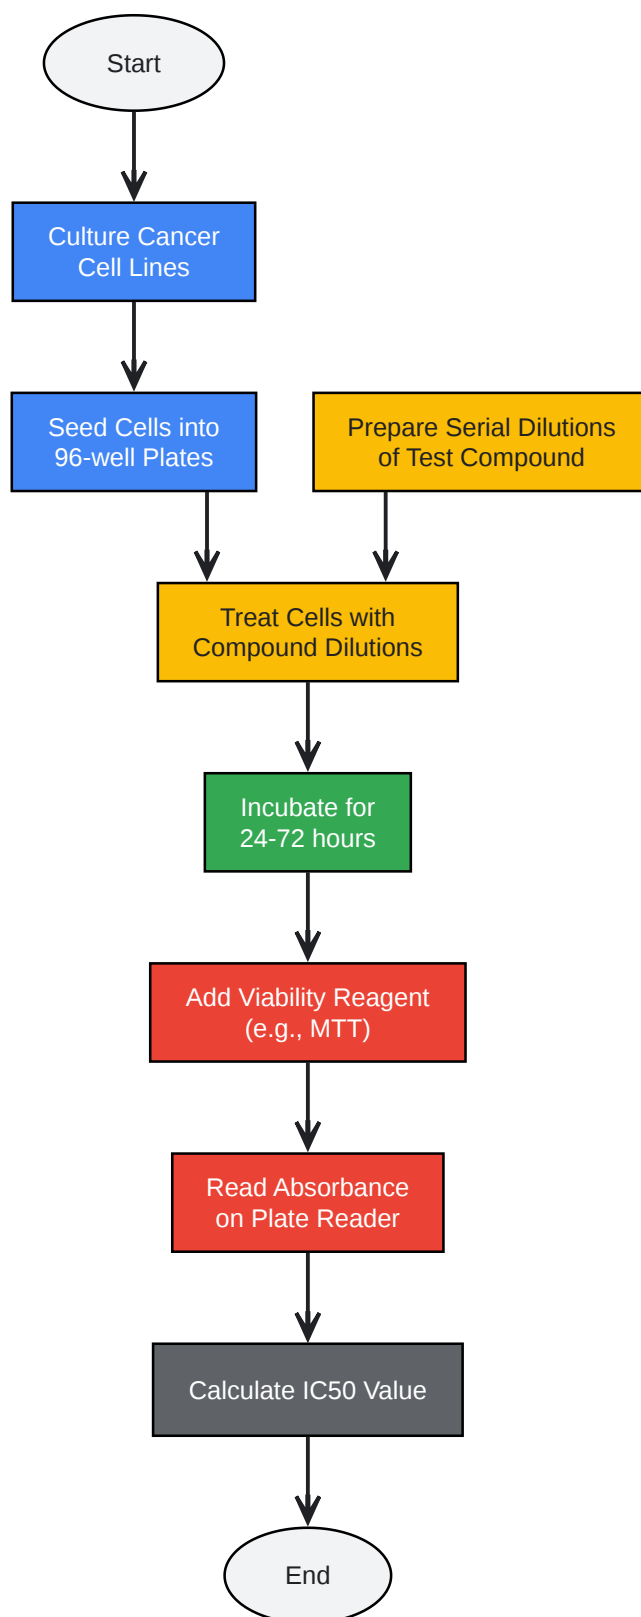 Start
Culture Cancer
Cell Lines
Seed Cells into
96-well Plates
Prepare Serial Dilutions
of Test Compound
Treat Cells with
Compound Dilutions
Incubate for
24-72 hours
Add Viability Reagent
(e.g., MTT)
Read Absorbance
on Plate Reader
Calculate IC50 Value
End